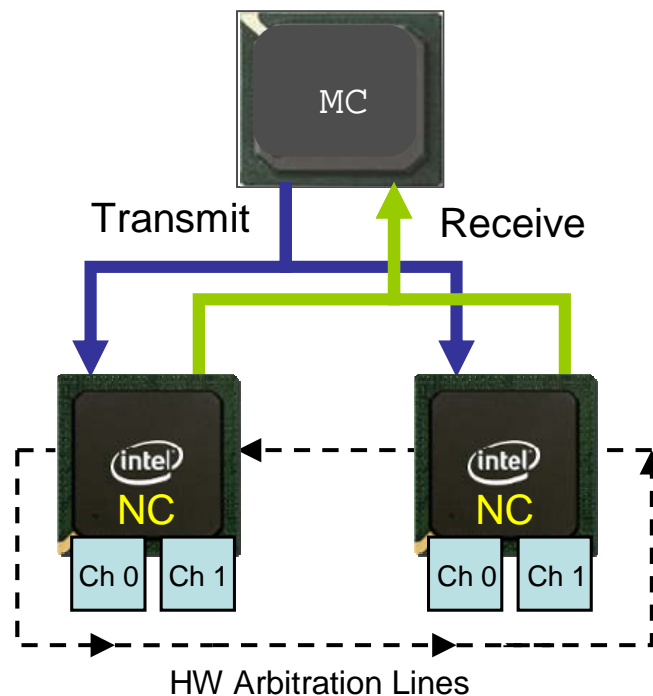 MC
Transmit
Receive
intel
NC
intel
NC
Ch 0
Ch 1
Ch 0
Ch 1
HW Arbitration Lines